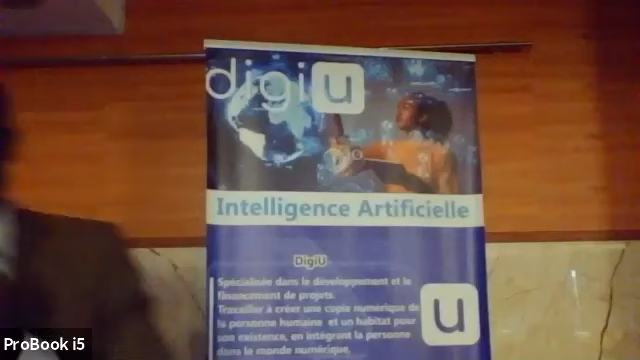 digiu
Intelligence Artificielle
DigiU
Spécialisée dans le développement et le
financement de projets.
Travailler à créer une copie numérique de
la personne humaine et un habitat pour
son existence, en intégrant la personne
dans le monde numérique.
u
ProBook i5